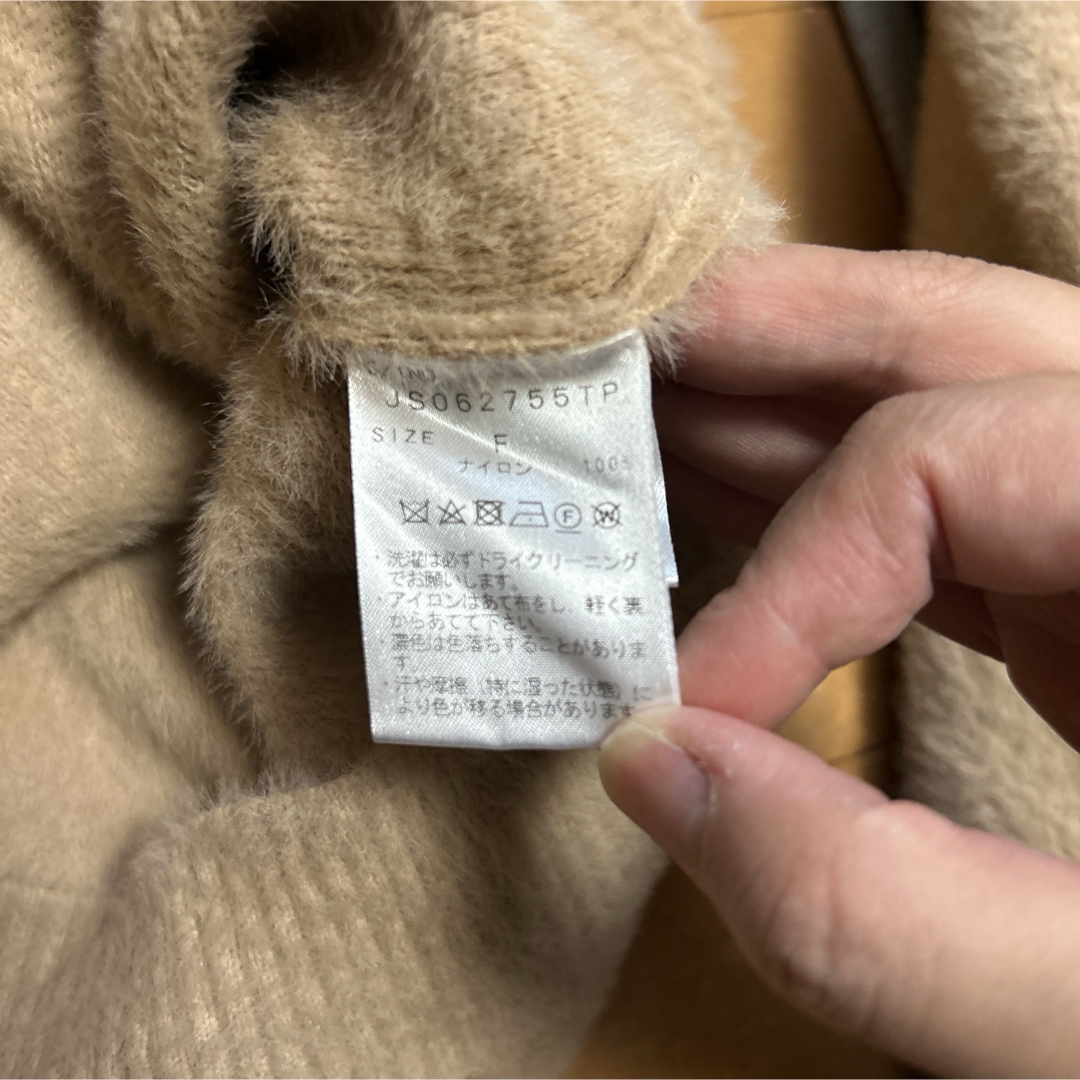 JS062755TP
SIZE F
ナイロン 100%
・洗濯は必ずドライクリーニング
でお願いします。
・アイロンはあて布をし、軽く裏
からあてて下さい。
・濃色は色落ちすることがありま
す。
・汗や摩擦（特に湿った状態）に
より色が移る場合があります。